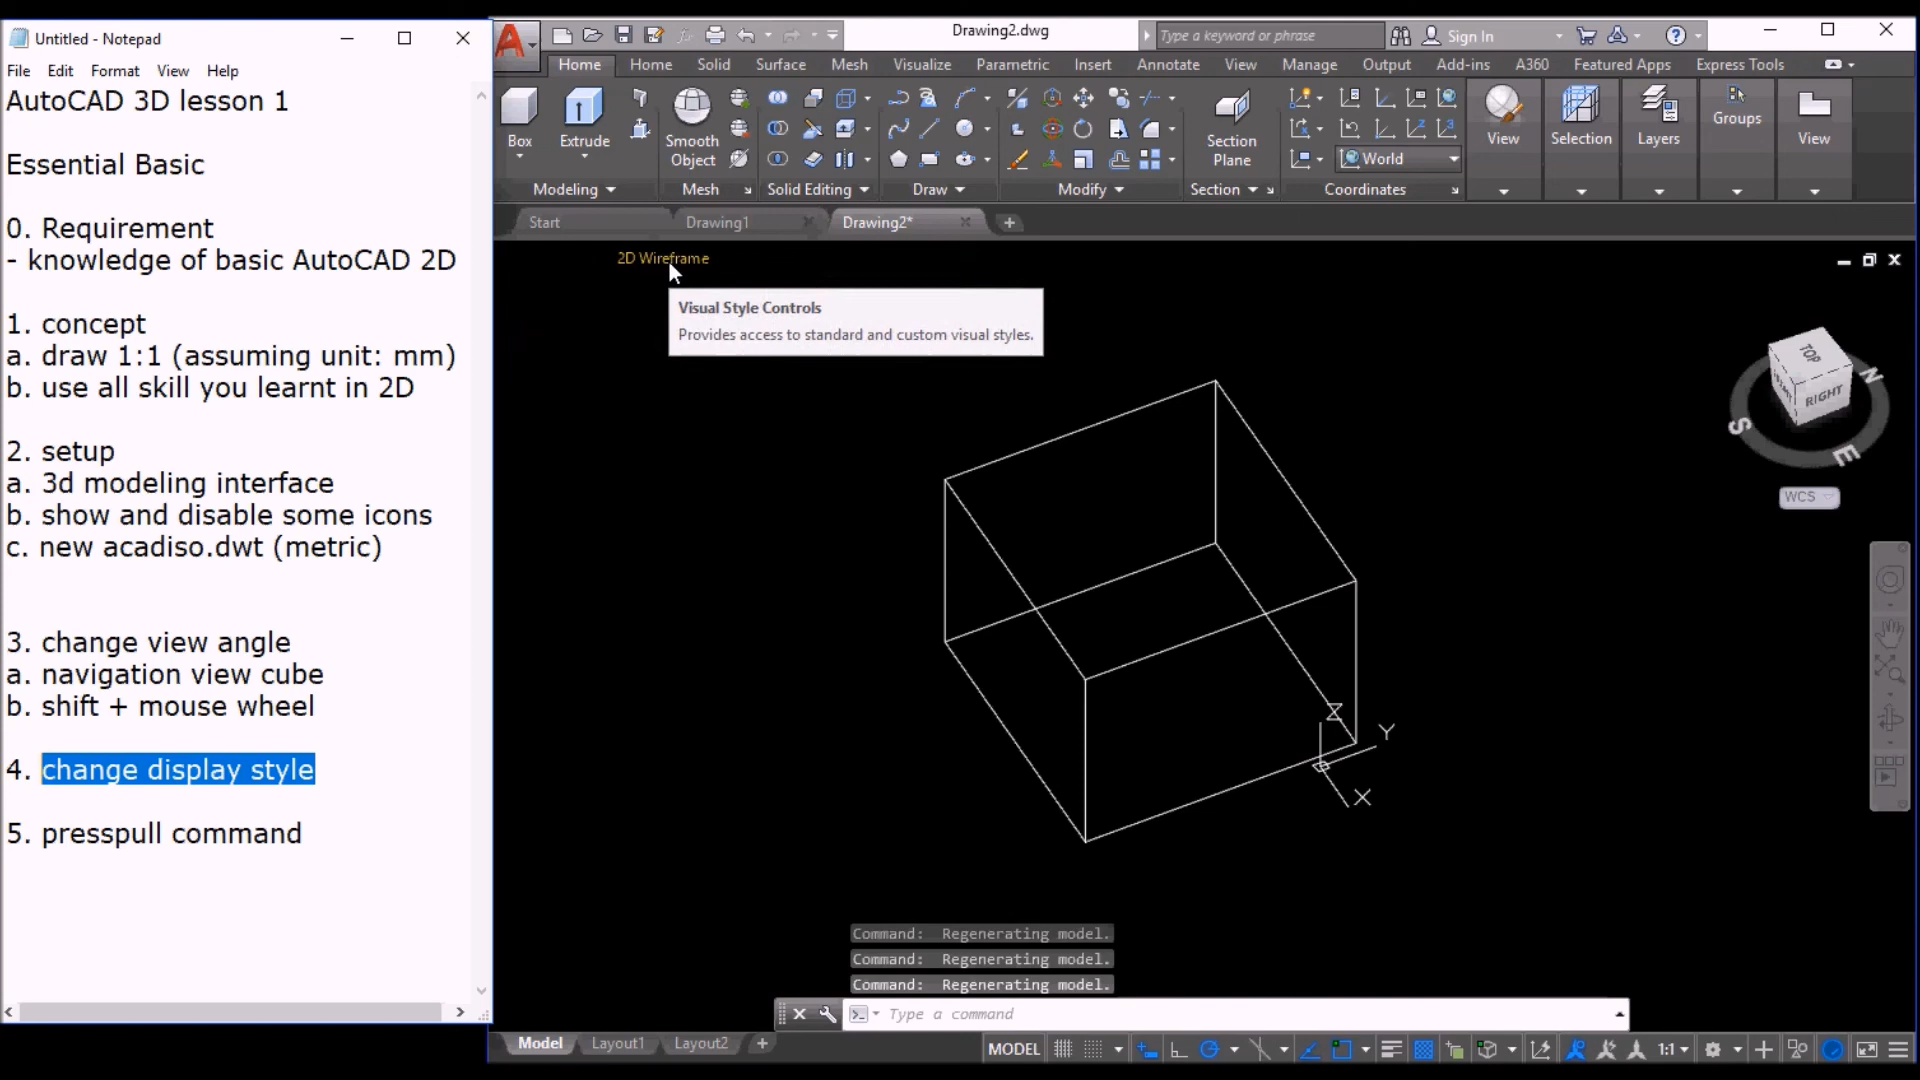 Untitled - Notepad
File Edit Format View Help
AutoCAD 3D lesson 1
Essential Basic
0. Requirement
- knowledge of basic AutoCAD 2D
1. concept
a. draw 1:1 (assuming unit: mm)
b. use all skill you learnt in 2D
2. setup
a. 3d modeling interface
b. show and disable some icons
c. new acadiso.dwt (metric)
3. change view angle
a. navigation view cube
b. shift + mouse wheel
4. change display style
5. presspull command
Drawing2.dwg
Type a keyword or phrase
Sign In
Home Home Solid Surface Mesh Visualize Parametric Insert Annotate View Manage Output Add-ins A360 Featured Apps Express Tools
Box
Extrude
Smooth
Object
Section
Plane
World
View
Selection
Layers
Groups
View
Modeling Mesh Solid Editing Draw Modify Section Coordinates
Start Drawing1 Drawing2*
2D Wireframe
Visual Style Controls
Provides access to standard and custom visual styles.
TOP
RIGHT
N
S
E
WCS
Z
Y
X
Command: Regenerating model.
Command: Regenerating model.
Command: Regenerating model.
Type a command
Model Layout1 Layout2
MODEL
1:1